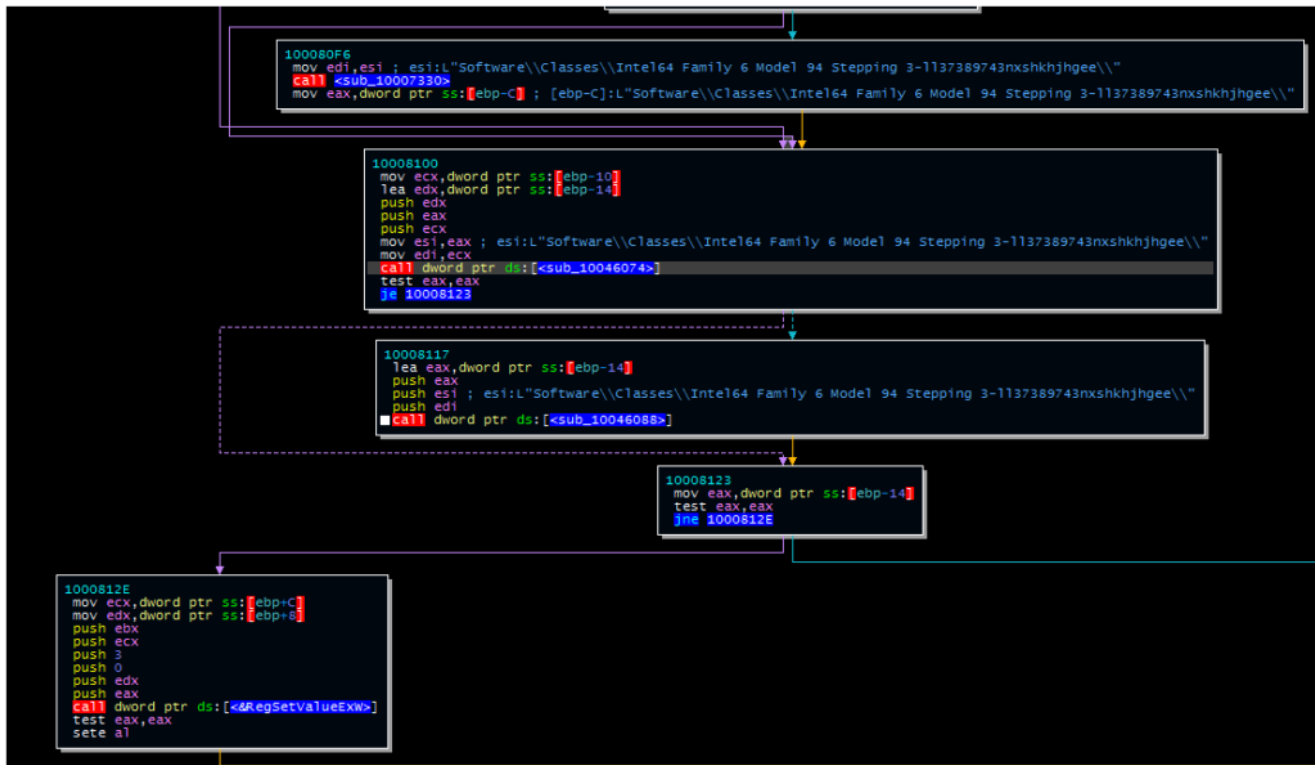 100080F6
mov edi,esi ; esi:L"Software\\Classes\\Intel64 Family 6 Model 94 Stepping 3-ll37389743nxshkhjhgee\\"
call <sub_10007330>
mov eax,dword ptr ss:[ebp-C] ; [ebp-C]:L"Software\\Classes\\Intel64 Family 6 Model 94 Stepping 3-ll37389743nxshkhjhgee\\"
10008100
mov ecx,dword ptr ss:[ebp-10]
lea edx,dword ptr ss:[ebp-14]
push edx
push eax
push ecx
mov esi,eax ; esi:L"Software\\Classes\\Intel64 Family 6 Model 94 Stepping 3-ll37389743nxshkhjhgee\\"
mov edi,ecx
call dword ptr ds:[<sub_10046074>]
test eax,eax
je 10008123
10008117
lea eax,dword ptr ss:[ebp-14]
push eax
push esi ; esi:L"Software\\Classes\\Intel64 Family 6 Model 94 Stepping 3-ll37389743nxshkhjhgee\\"
push edi
call dword ptr ds:[<sub_10046088>]
10008123
mov eax,dword ptr ss:[ebp-14]
test eax,eax
jne 1000812E
1000812E
mov ecx,dword ptr ss:[ebp+C]
mov edx,dword ptr ss:[ebp+8]
push ebx
push ecx
push 3
push 0
push edx
push eax
call dword ptr ds:[<&RegSetValueExW>]
test eax,eax
sete al